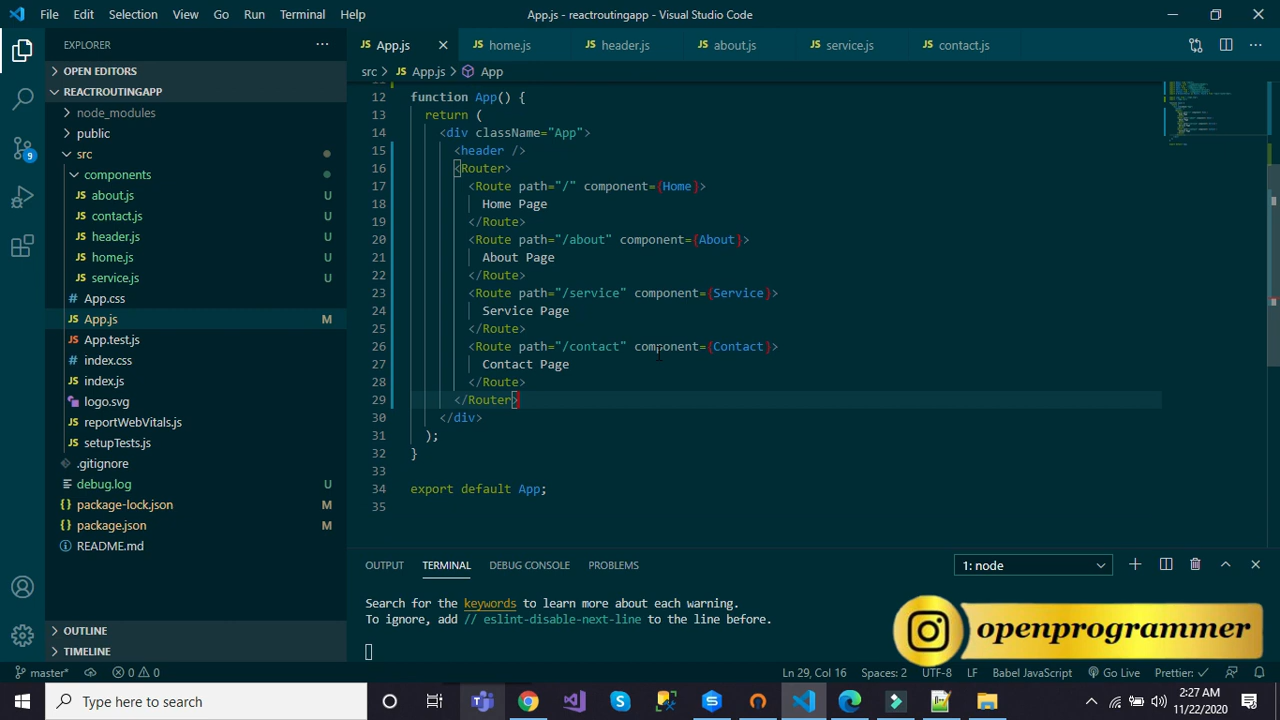 File Edit Selection View Go Run Terminal Help
App.js - reactroutingapp - Visual Studio Code
EXPLORER
OPEN EDITORS
REACTROUTINGAPP
node_modules
public
src
components
about.js U
contact.js U
header.js U
home.js U
service.js U
App.css
App.js M
App.test.js
index.css
index.js
logo.svg
reportWebVitals.js
setupTests.js
.gitignore
debug.log U
package-lock.json M
package.json M
README.md
OUTLINE
TIMELINE
9
JS App.js JS home.js JS header.js JS about.js JS service.js JS contact.js
src JS App.js App
12 function App() {
13 return (
14 <div className="App">
15 <header />
16 <Router>
17 <Route path="/" component={Home}>
18 Home Page
19 </Route>
20 <Route path="/about" component={About}>
21 About Page
22 </Route>
23 <Route path="/service" component={Service}>
24 Service Page
25 </Route>
26 <Route path="/contact" component={Contact}>
27 Contact Page
28 </Route>
29 </Router>
30 </div>
31 );
32 }
33
34 export default App;
35
OUTPUT TERMINAL DEBUG CONSOLE PROBLEMS
1: node
Search for the keywords to learn more about each warning.
To ignore, add // eslint-disable-next-line to the line before.
openprogrammer
master* 0 0 Ln 29, Col 16 Spaces: 2 UTF-8 LF Babel JavaScript Go Live Prettier: ✓
Type here to search
2:27 AM
11/22/2020